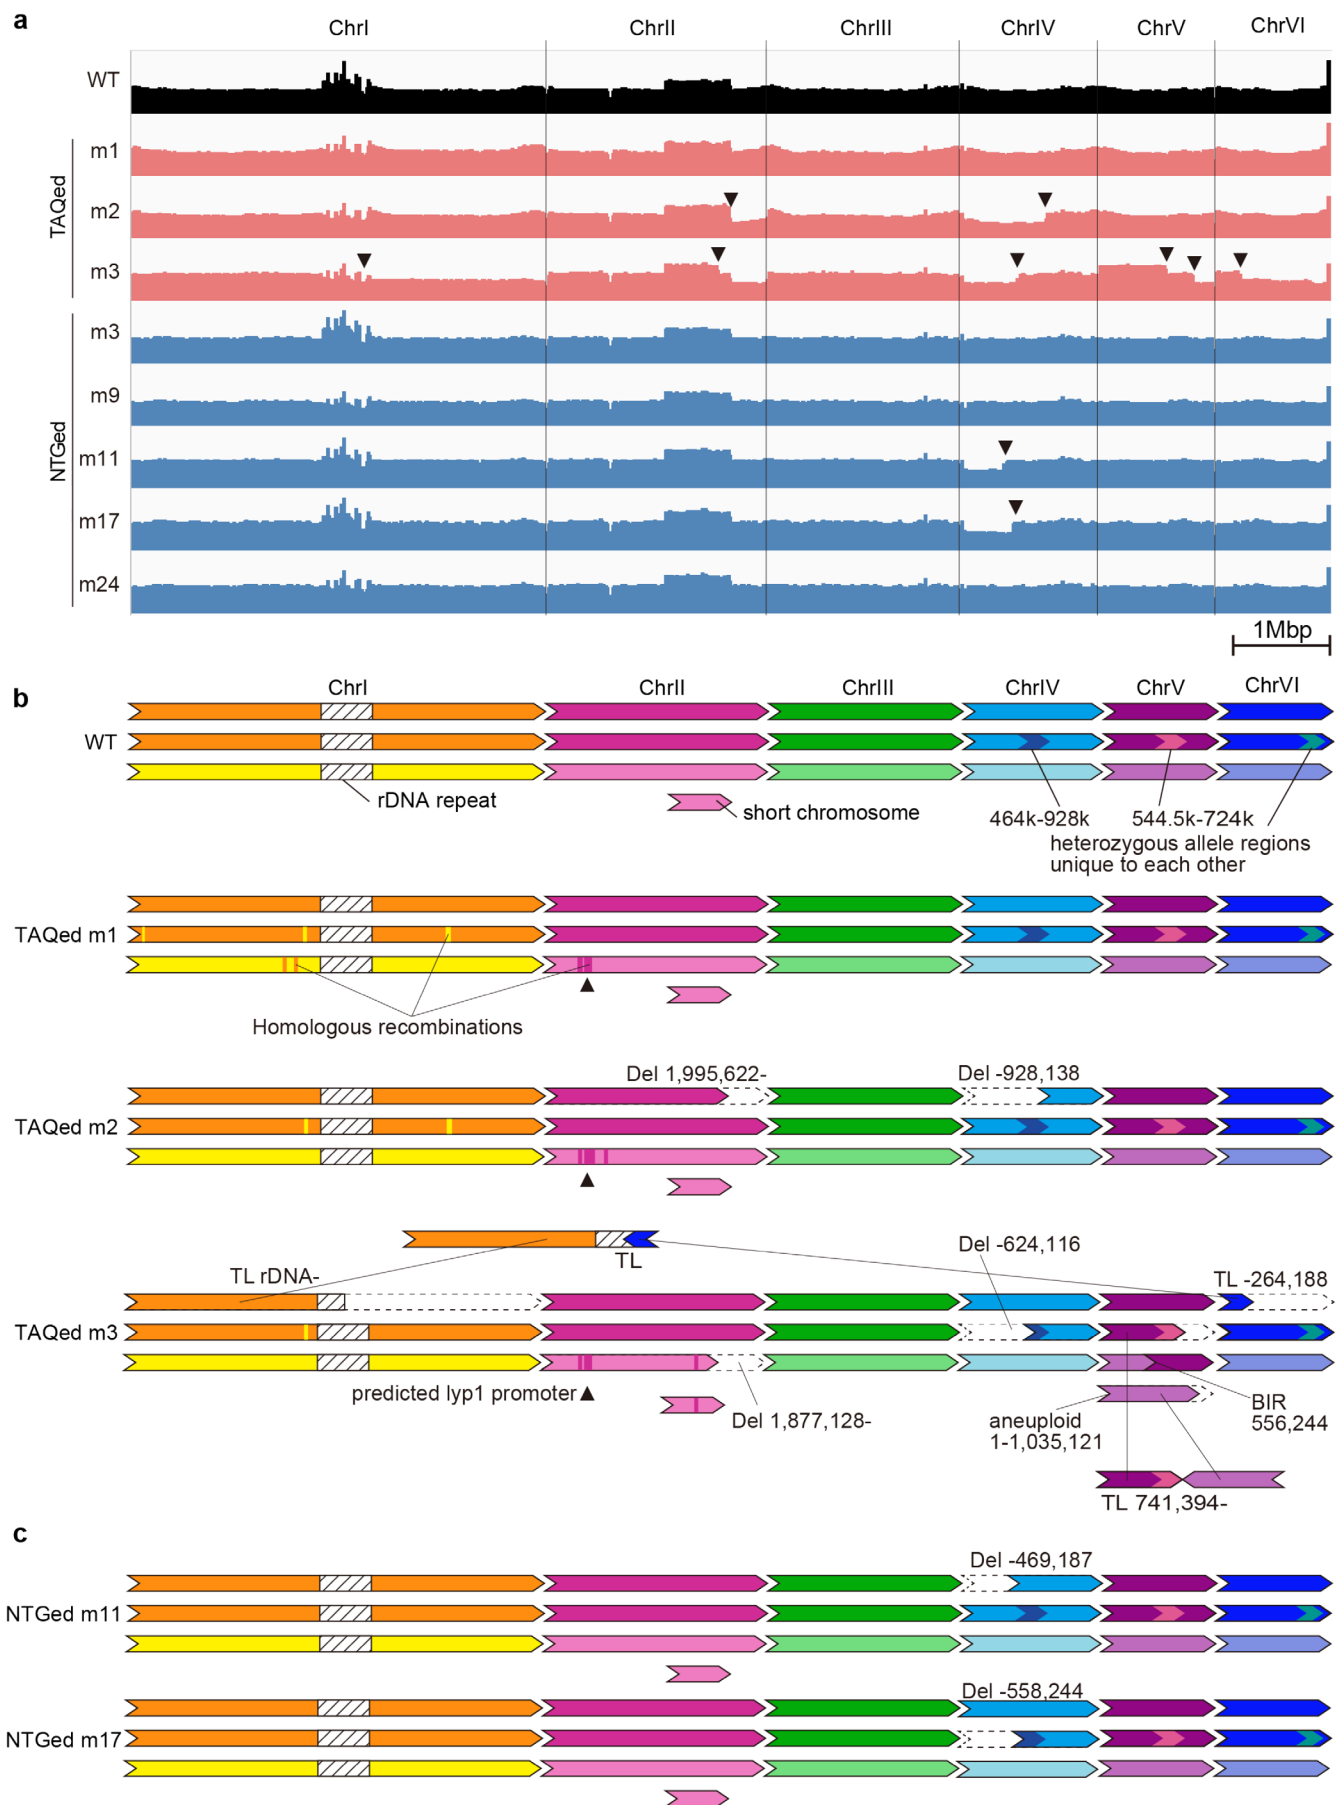 a
ChrI ChrII ChrIII ChrIV ChrV ChrVI
WT
TAQed
m1
m2
m3
NTGed
m3
m9
m11
m17
m24
1Mbp
b
ChrI ChrII ChrIII ChrIV ChrV ChrVI
WT
rDNA repeat
short chromosome
464k-928k 544.5k-724k
heterozygous allele regions
unique to each other
TAQed m1
Homologous recombinations
Del 1,995,622- Del -928,138
TAQed m2
TL
Del -624,116
TL rDNA- TL -264,188
TAQed m3
predicted lyp1 promoter
Del 1,877,128-
aneuploid
1-1,035,121
BIR
556,244
TL 741,394-
c
Del -469,187
NTGed m11
Del -558,244
NTGed m17